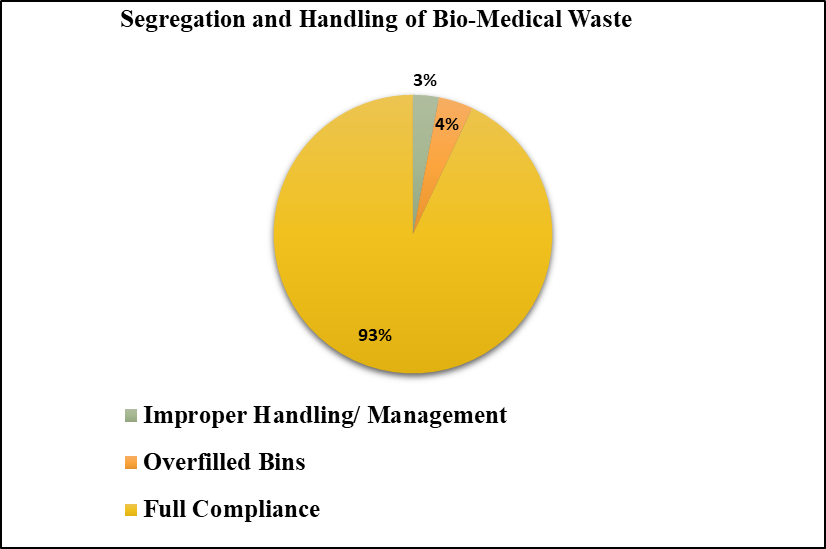 Segregation and Handling of Bio-Medical Waste
3%
4%
93%
Improper Handling/ Management
Overfilled Bins
Full Compliance